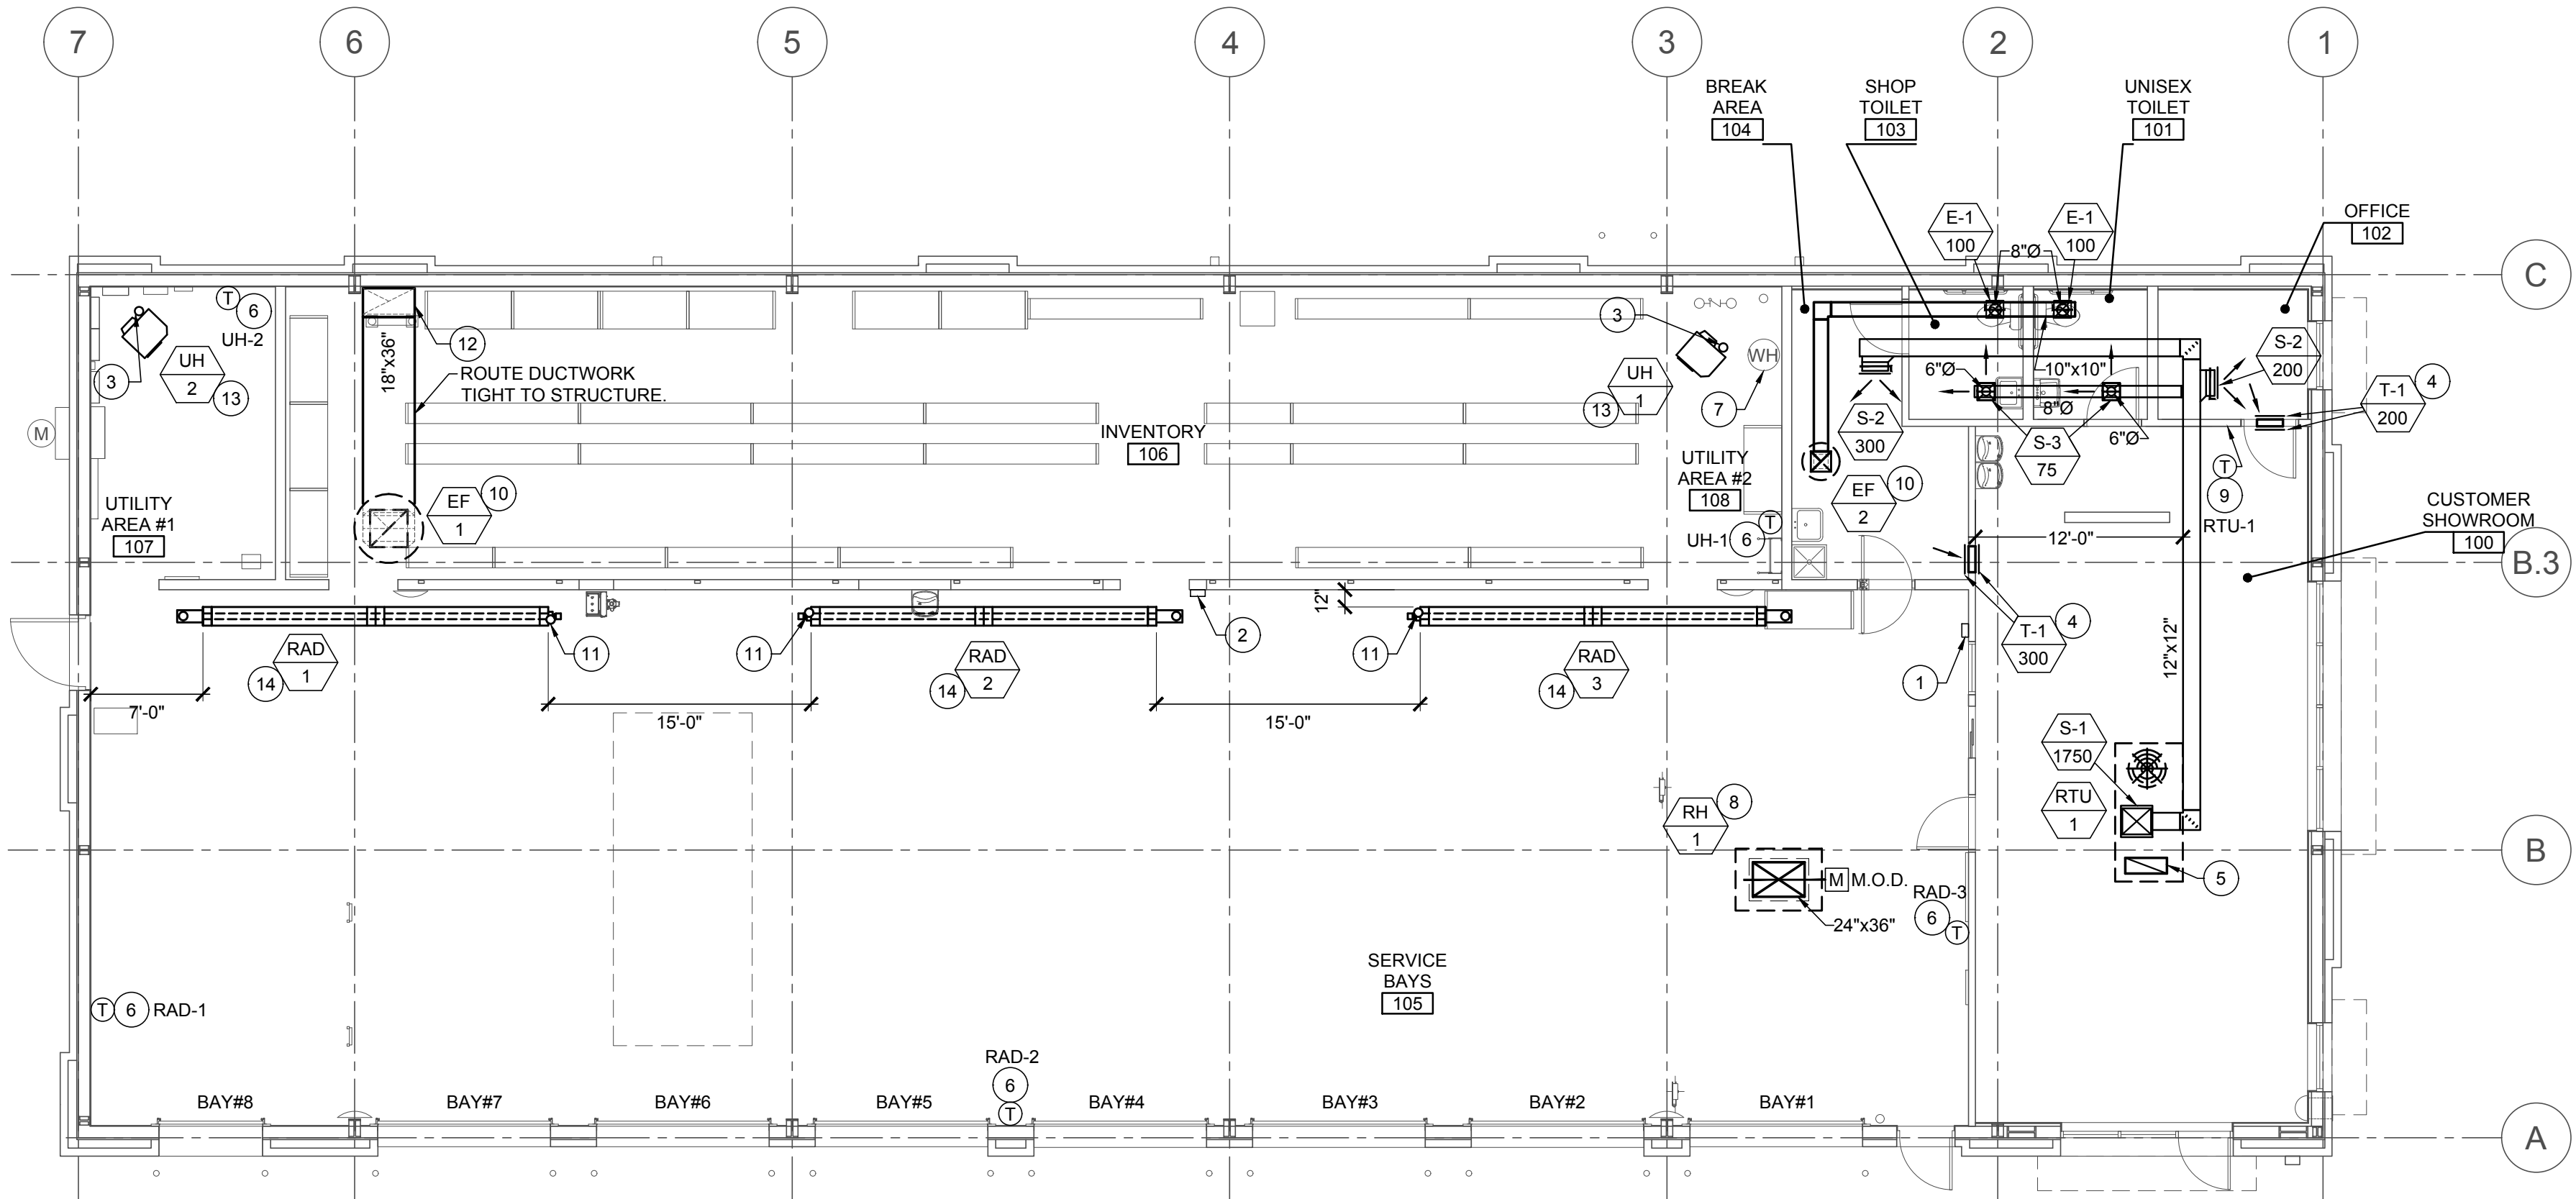 7
6
5
4
3
2
1
BREAK
AREA
104
SHOP
TOILET
103
UNISEX
TOILET
101
OFFICE
102
E-1
100
8"Ø
E-1
100
C
T
6
UH-2
3
UH
2
13
M
18"x36"
12
ROUTE DUCTWORK
TIGHT TO STRUCTURE.
INVENTORY
106
3
WH
7
UH
1
13
6"Ø
10"x10"
8"Ø
6"Ø
S-2
200
T-1
200
4
S-2
300
S-3
75
T
9
RTU-1
UTILITY
AREA #1
107
EF
1
10
UTILITY
AREA #2
108
UH-1
6
T
EF
2
10
CUSTOMER
SHOWROOM
100
12'-0"
B.3
12"
2
11
11
11
RAD
1
14
RAD
2
14
RAD
3
14
T-1
300
4
1
12"x12"
7'-0"
15'-0"
15'-0"
S-1
1750
RTU
1
RH
1
8
M
M.O.D.
24"x36"
RAD-3
6
T
5
B
SERVICE
BAYS
105
T
6
RAD-1
RAD-2
6
T
BAY#8
BAY#7
BAY#6
BAY#5
BAY#4
BAY#3
BAY#2
BAY#1
A